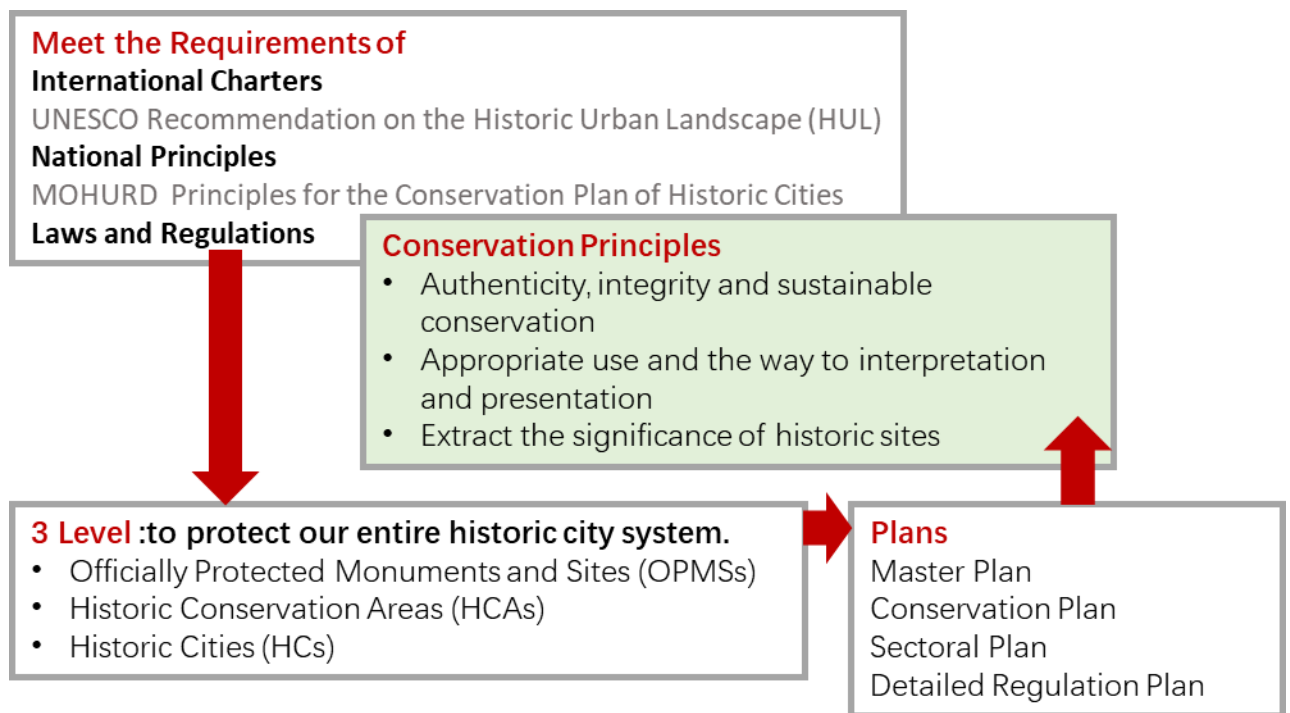 Meet the Requirements of
International Charters
UNESCO Recommendation on the Historic Urban Landscape (HUL)
National Principles
MOHURD Principles for the Conservation Plan of Historic Cities
Laws and Regulations
Conservation Principles
• Authenticity, integrity and sustainable
conservation
• Appropriate use and the way to interpretation
and presentation
• Extract the significance of historic sites
3 Level :to protect our entire historic city system.
• Officially Protected Monuments and Sites (OPMSs)
• Historic Conservation Areas (HCAs)
• Historic Cities (HCs)
Plans
Master Plan
Conservation Plan
Sectoral Plan
Detailed Regulation Plan